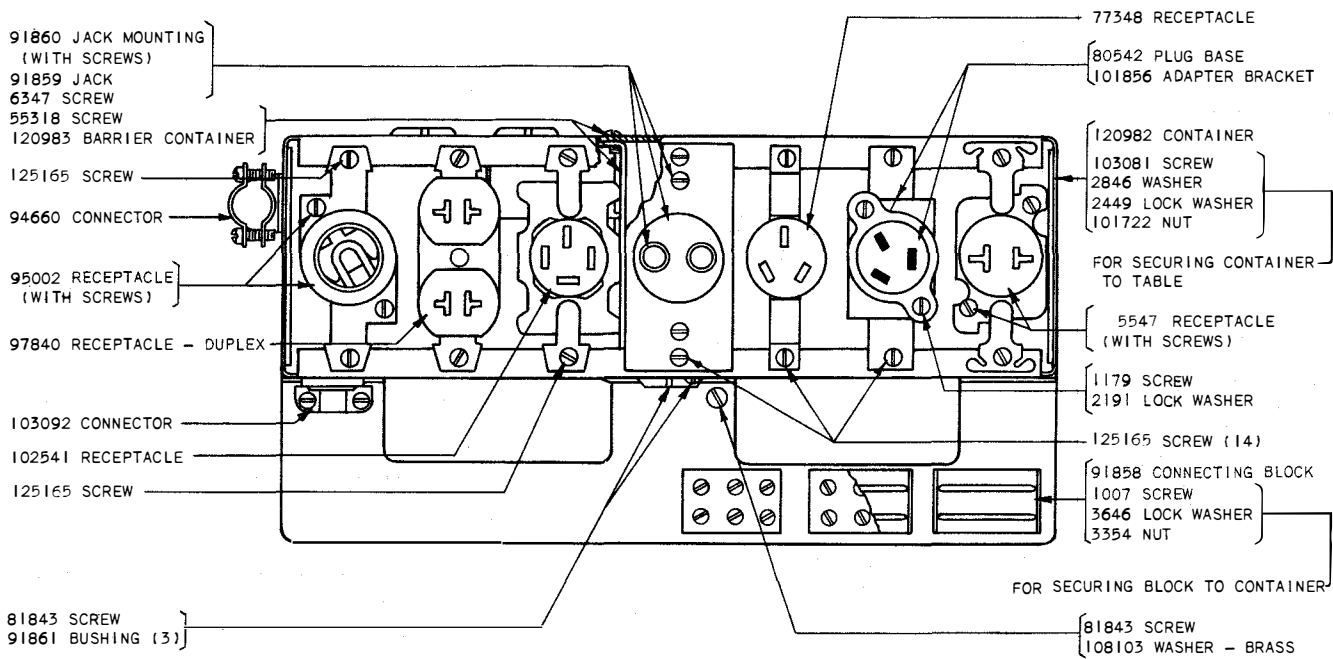 91860 JACK MOUNTING
(WITH SCREWS)
91859 JACK
6347 SCREW
55318 SCREW
120983 BARRIER CONTAINER
125165 SCREW
94660 CONNECTOR
95002 RECEPTACLE
(WITH SCREWS)
97840 RECEPTACLE - DUPLEX
103092 CONNECTOR
102541 RECEPTACLE
125165 SCREW
81843 SCREW
91861 BUSHING (3)
77348 RECEPTACLE
80542 PLUG BASE
101856 ADAPTER BRACKET
120982 CONTAINER
103081 SCREW
2846 WASHER
2449 LOCK WASHER
101722 NUT
FOR SECURING CONTAINER
TO TABLE
5547 RECEPTACLE
(WITH SCREWS)
1179 SCREW
2191 LOCK WASHER
125165 SCREW (14)
91858 CONNECTING BLOCK
1007 SCREW
3646 LOCK WASHER
3354 NUT
FOR SECURING BLOCK TO CONTAINER
81843 SCREW
108103 WASHER - BRASS